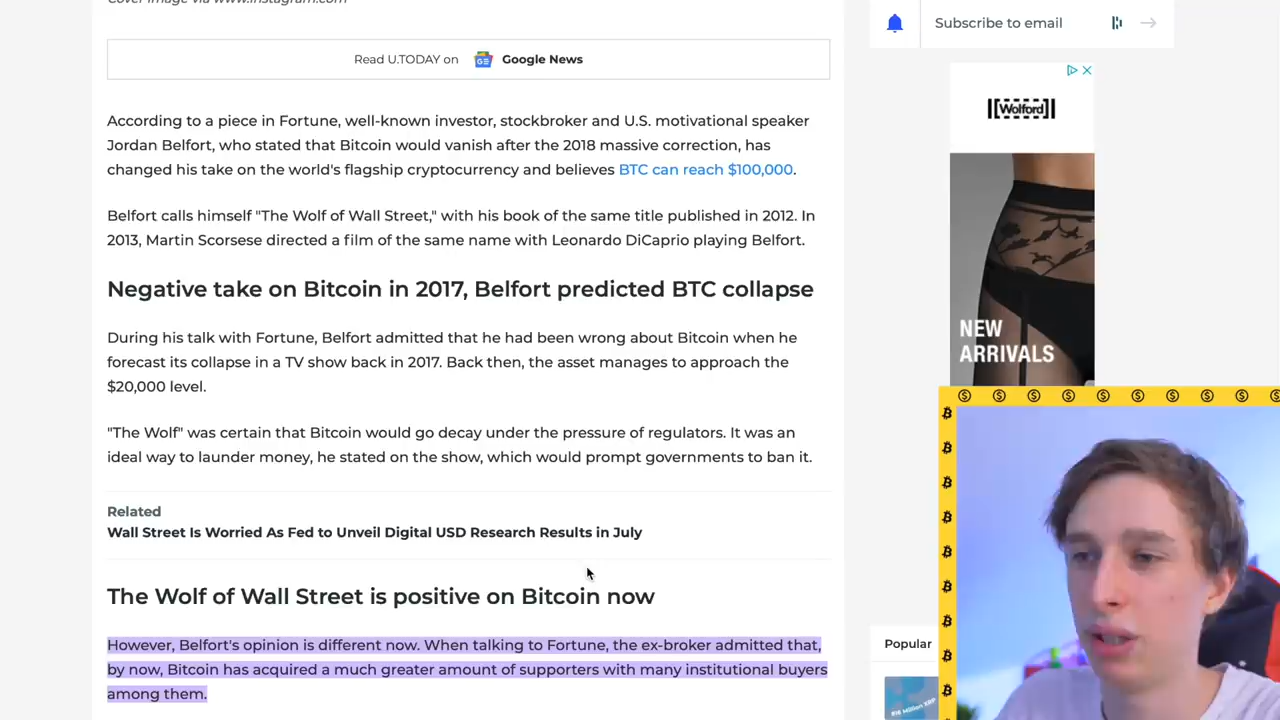 Cover image via www.instagram.com
Subscribe to email
Read U.TODAY on Google News
Wolford
According to a piece in Fortune, well-known investor, stockbroker and U.S. motivational speaker
Jordan Belfort, who stated that Bitcoin would vanish after the 2018 massive correction, has
changed his take on the world's flagship cryptocurrency and believes BTC can reach $100,000.
Belfort calls himself "The Wolf of Wall Street," with his book of the same title published in 2012. In
2013, Martin Scorsese directed a film of the same name with Leonardo DiCaprio playing Belfort.
Negative take on Bitcoin in 2017, Belfort predicted BTC collapse
During his talk with Fortune, Belfort admitted that he had been wrong about Bitcoin when he
forecast its collapse in a TV show back in 2017. Back then, the asset manages to approach the
$20,000 level.
NEW
ARRIVALS
"The Wolf" was certain that Bitcoin would go decay under the pressure of regulators. It was an
ideal way to launder money, he stated on the show, which would prompt governments to ban it.
Related
Wall Street Is Worried As Fed to Unveil Digital USD Research Results in July
The Wolf of Wall Street is positive on Bitcoin now
However, Belfort's opinion is different now. When talking to Fortune, the ex-broker admitted that,
by now, Bitcoin has acquired a much greater amount of supporters with many institutional buyers
among them.
Popular